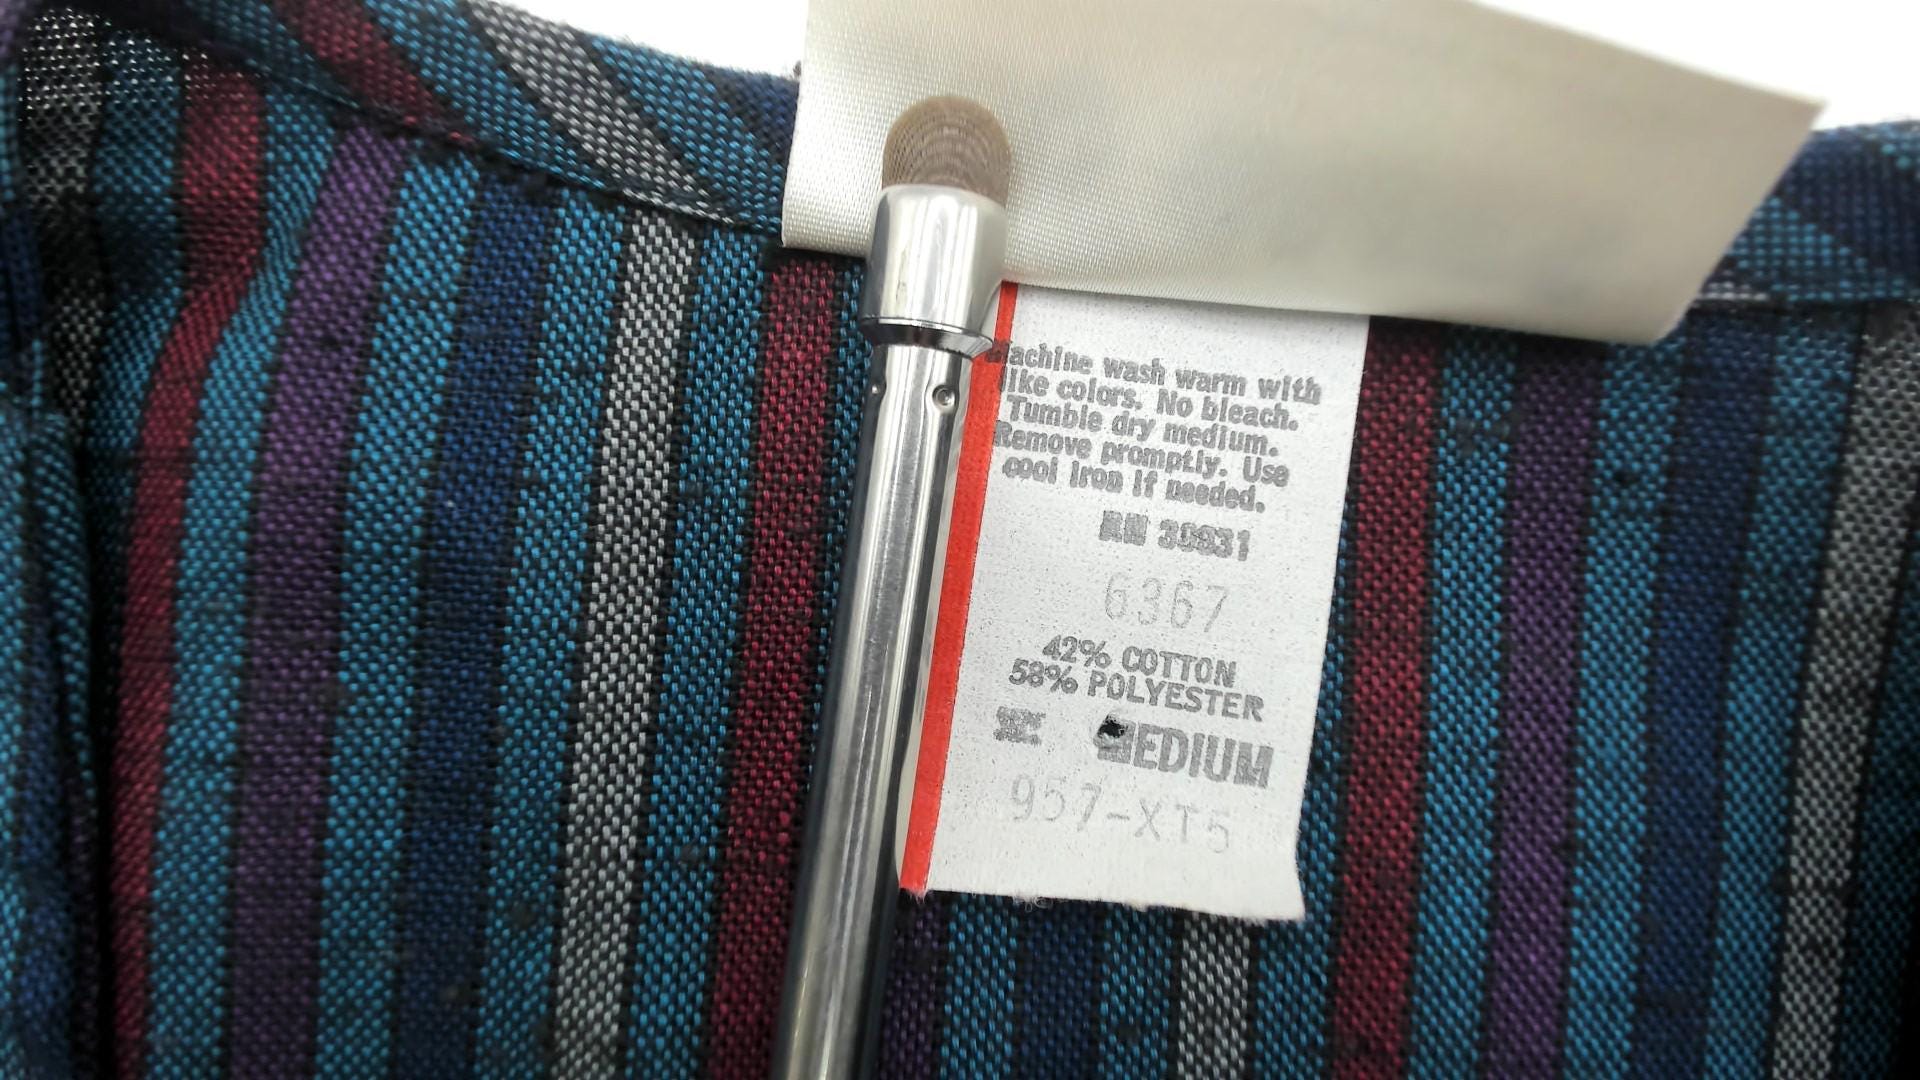 Machine wash warm with
like colors. No bleach.
Tumble dry medium.
Remove promptly. Use
cool iron if needed.
RN
6367
42% COTTON
58% POLYESTER
MEDIUM
957-XT5